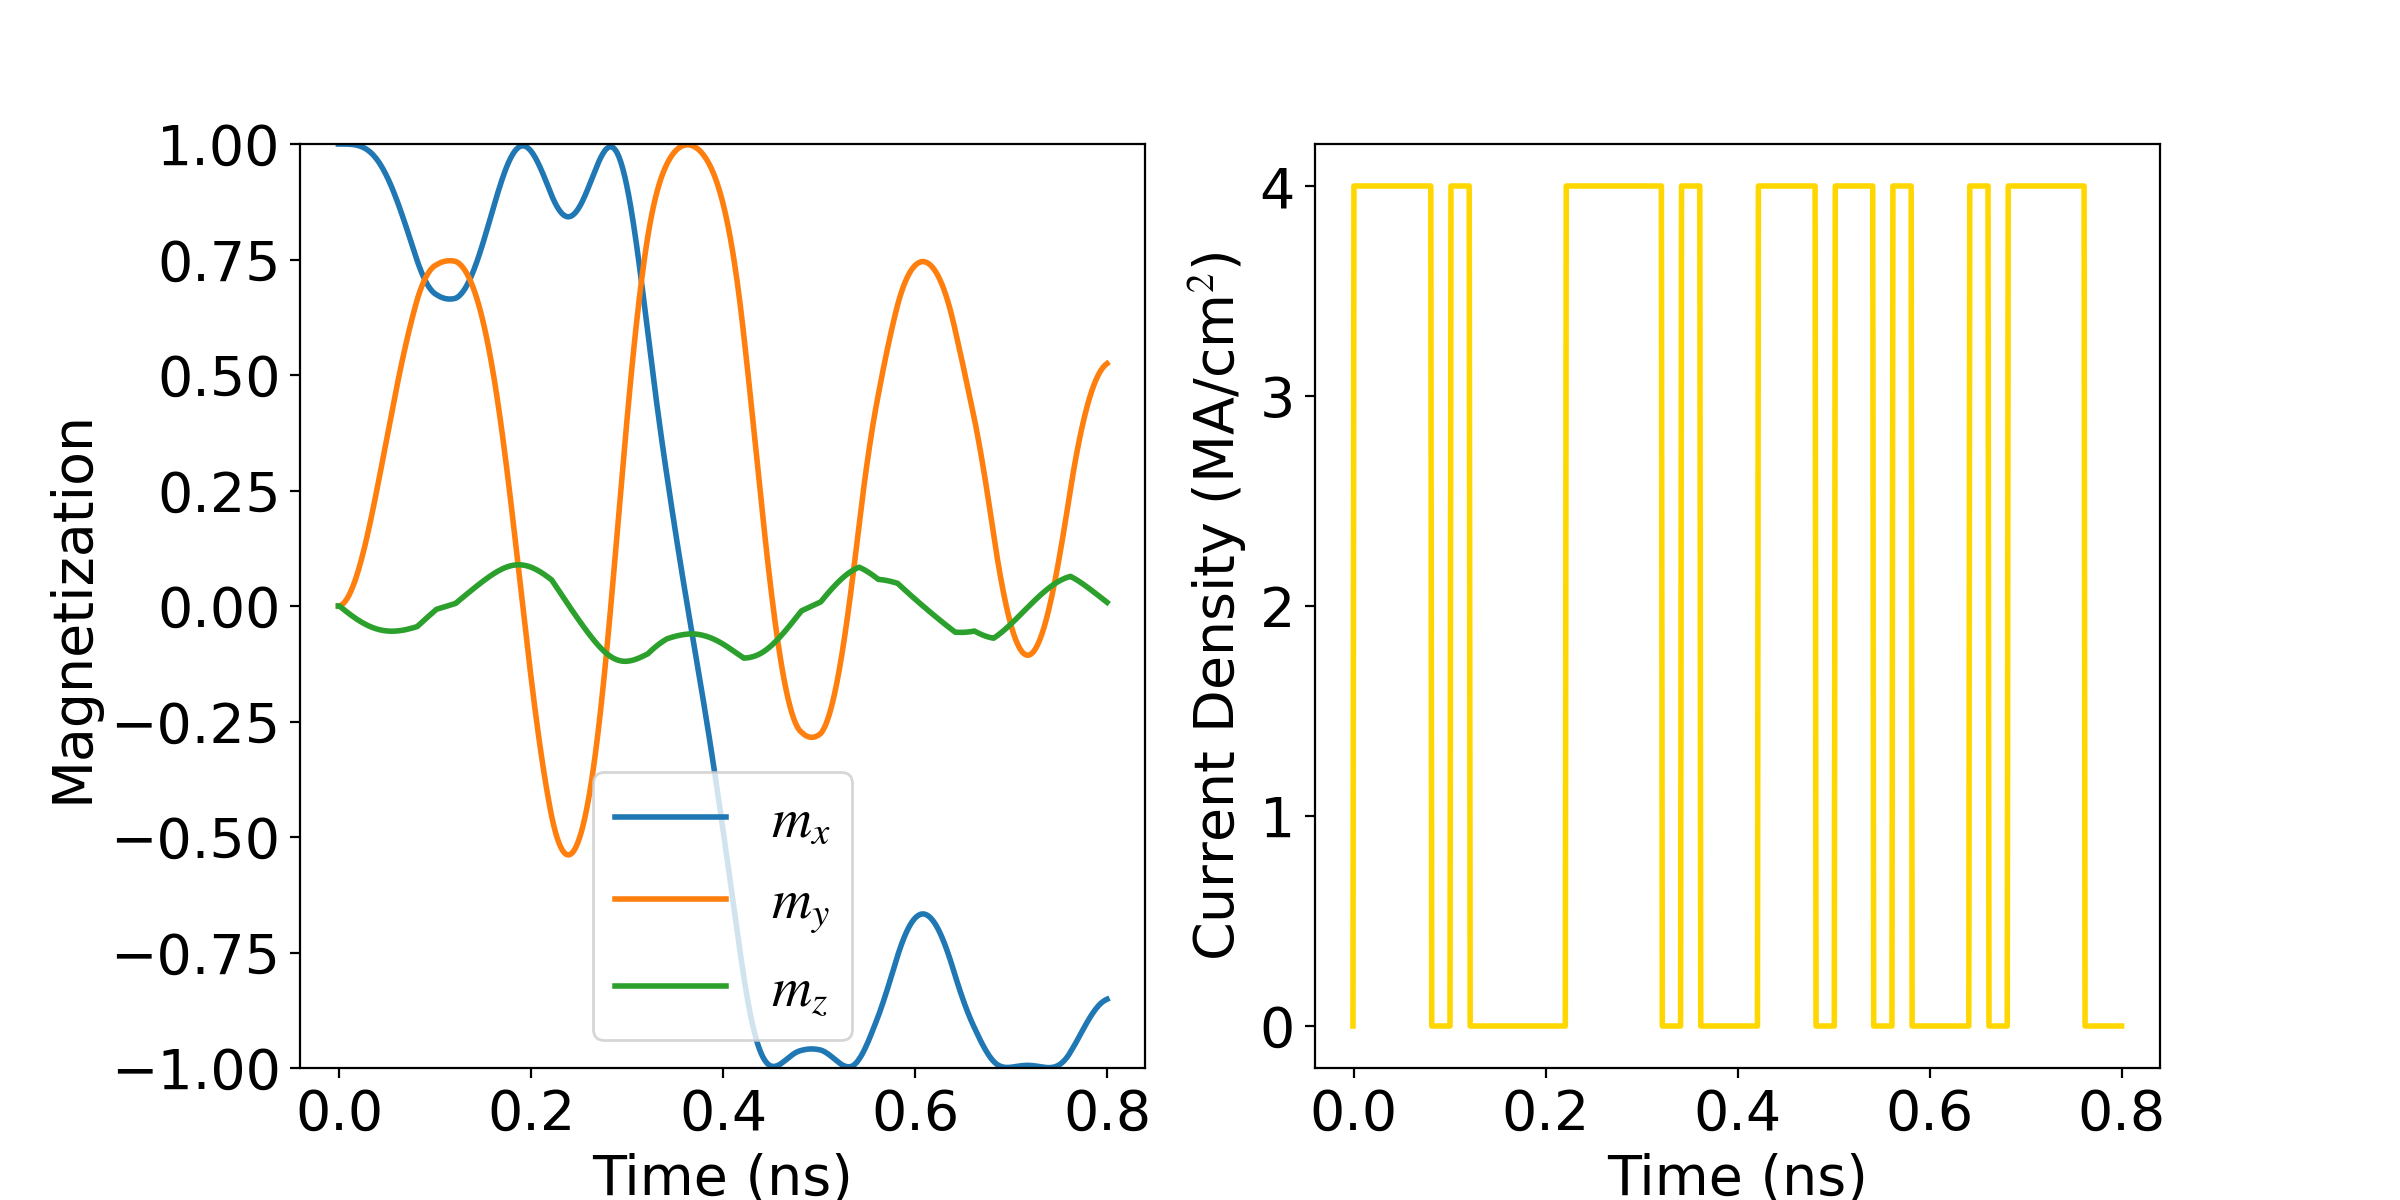 Magnetization
1.00
0.75
0.50
0.25
0.00
−0.25
−0.50
−0.75
−1.00
m_x
m_y
m_z
0.0 0.2 0.4 0.6 0.8
Time (ns)
Current Density (MA/cm²)
4
3
2
1
0
0.0 0.2 0.4 0.6 0.8
Time (ns)